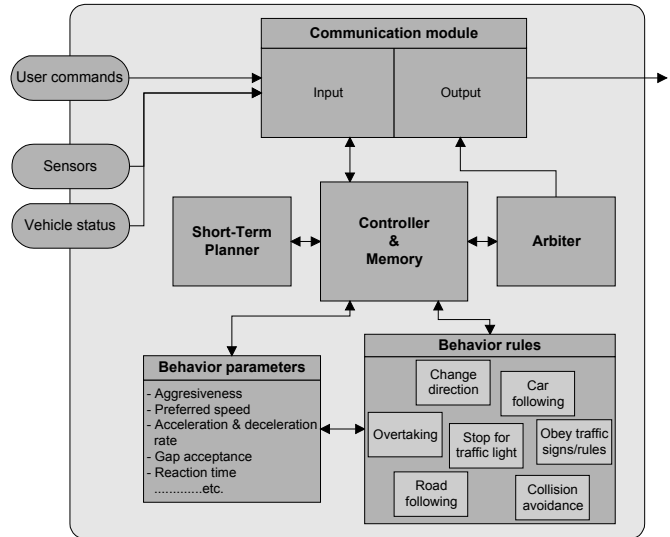 Communication module
User commands
Input
Output
Sensors
Vehicle status
Short-Term
Planner
Controller
&
Memory
Arbiter
Behavior parameters
- Aggresiveness
- Preferred speed
- Acceleration & deceleration
rate
- Gap acceptance
- Reaction time
.............etc.
Behavior rules
Change
direction
Car
following
Overtaking
Stop for
traffic light
Obey traffic
signs/rules
Road
following
Collision
avoidance